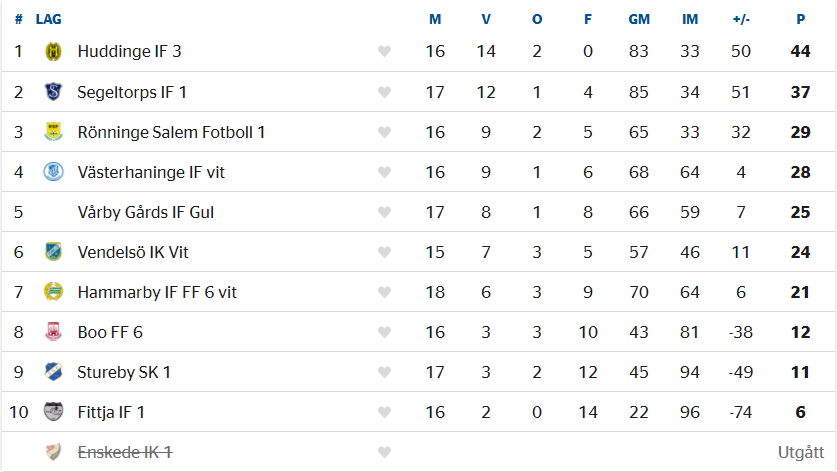 # LAG M V O F GM IM +/- P
1 Huddinge IF 3 16 14 2 0 83 33 50 44
2 Segeltorps IF 1 17 12 1 4 85 34 51 37
3 Rönninge Salem Fotboll 1 16 9 2 5 65 33 32 29
4 Västerhaninge IF vit 16 9 1 6 68 64 4 28
5 Vårby Gårds IF Gul 17 8 1 8 66 59 7 25
6 Vendelsö IK Vit 15 7 3 5 57 46 11 24
7 Hammarby IF FF 6 vit 18 6 3 9 70 64 6 21
8 Boo FF 6 16 3 3 10 43 81 -38 12
9 Stureby SK 1 17 3 2 12 45 94 -49 11
10 Fittja IF 1 16 2 0 14 22 96 -74 6
Enskede IK 1 Utgått